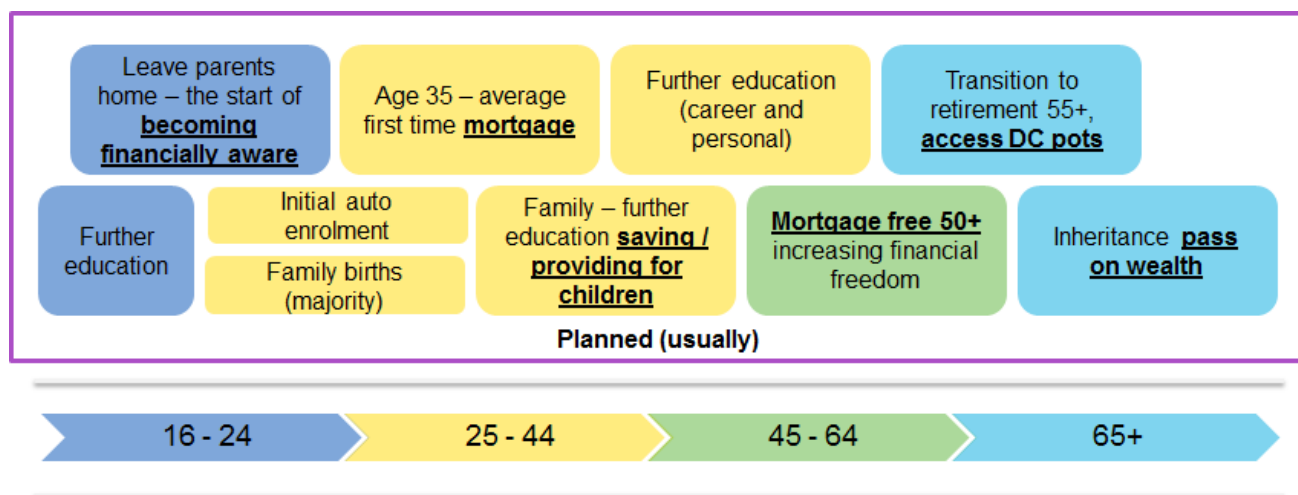 Leave parents
home – the start of
becoming
financially aware
Age 35 – average
first time mortgage
Further education
(career and
personal)
Transition to
retirement 55+,
access DC pots
Further
education
Initial auto
enrolment
Family births
(majority)
Family – further
education saving /
providing for
children
Mortgage free 50+
increasing financial
freedom
Inheritance pass
on wealth
Planned (usually)
16 - 24
25 - 44
45 - 64
65+